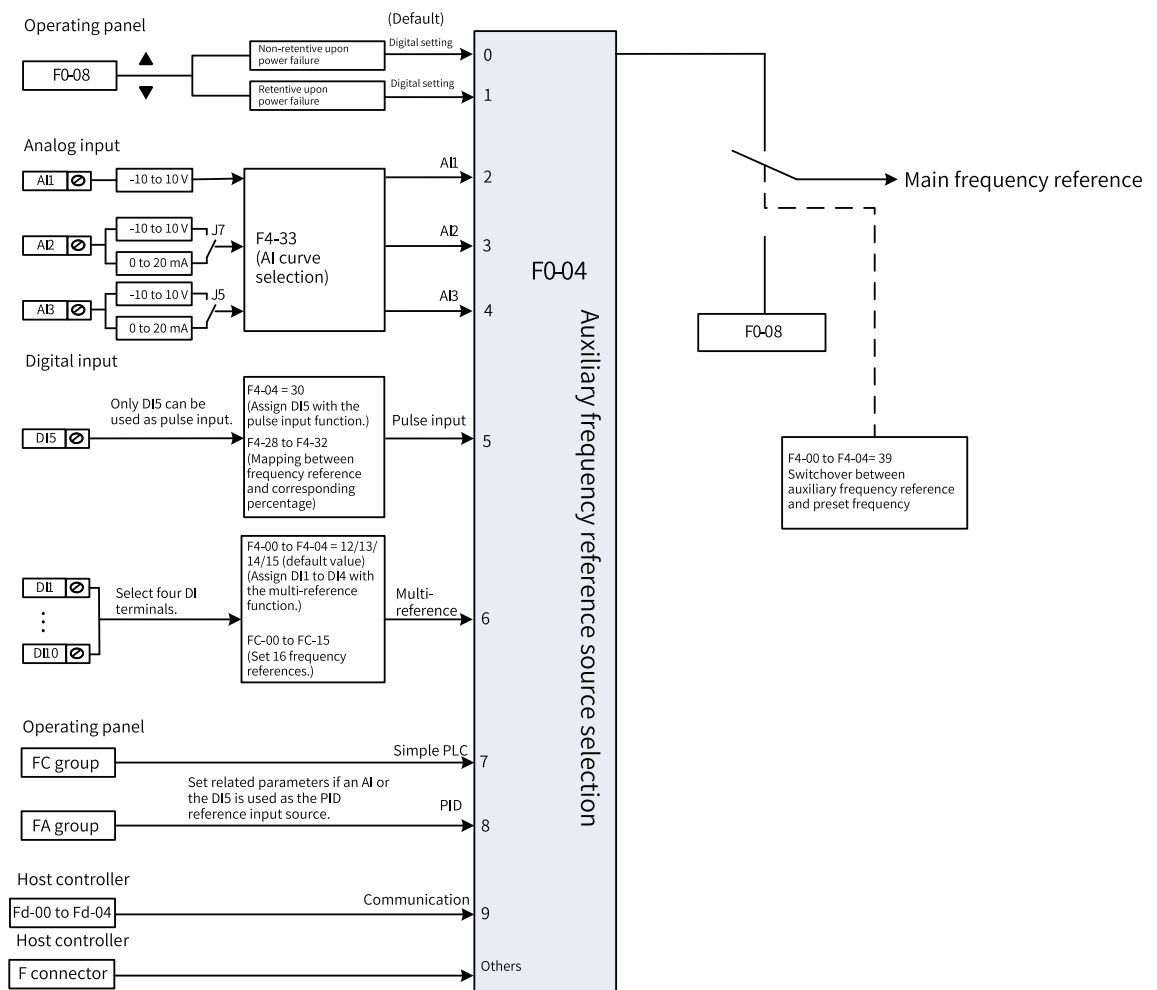 Operating panel
(Default)
F0-08
▲
▼
Non-retentive upon
power failure
Digital setting
0
Retentive upon
power failure
Digital setting
1
Analog input
AI1
-10 to 10 V
AI1
2
AI2
-10 to 10 V
0 to 20 mA
J7
AI2
3
F4-33
(AI curve
selection)
AI3
-10 to 10 V
0 to 20 mA
J5
AI3
4
F0-04
Auxiliary frequency reference source selection
Main frequency reference
F0-08
F4-00 to F4-04= 39
Switchover between
auxiliary frequency reference
and preset frequency
Digital input
DI5
Only DI5 can be
used as pulse input.
F4-04 = 30
(Assign DI5 with the
pulse input function.)
F4-28 to F4-32
(Mapping between
frequency reference
and corresponding
percentage)
Pulse input
5
DI1
⋮
DI10
Select four DI
terminals.
F4-00 to F4-04 = 12/13/
14/15 (default value)
(Assign DI1 to DI4 with
the multi-reference
function.)
FC-00 to FC-15
(Set 16 frequency
references.)
Multi-
reference
6
Operating panel
FC group
Simple PLC
7
FA group
Set related parameters if an AI or
the DI5 is used as the PID
reference input source.
PID
8
Host controller
Fd-00 to Fd-04
Communication
9
Host controller
F connector
Others